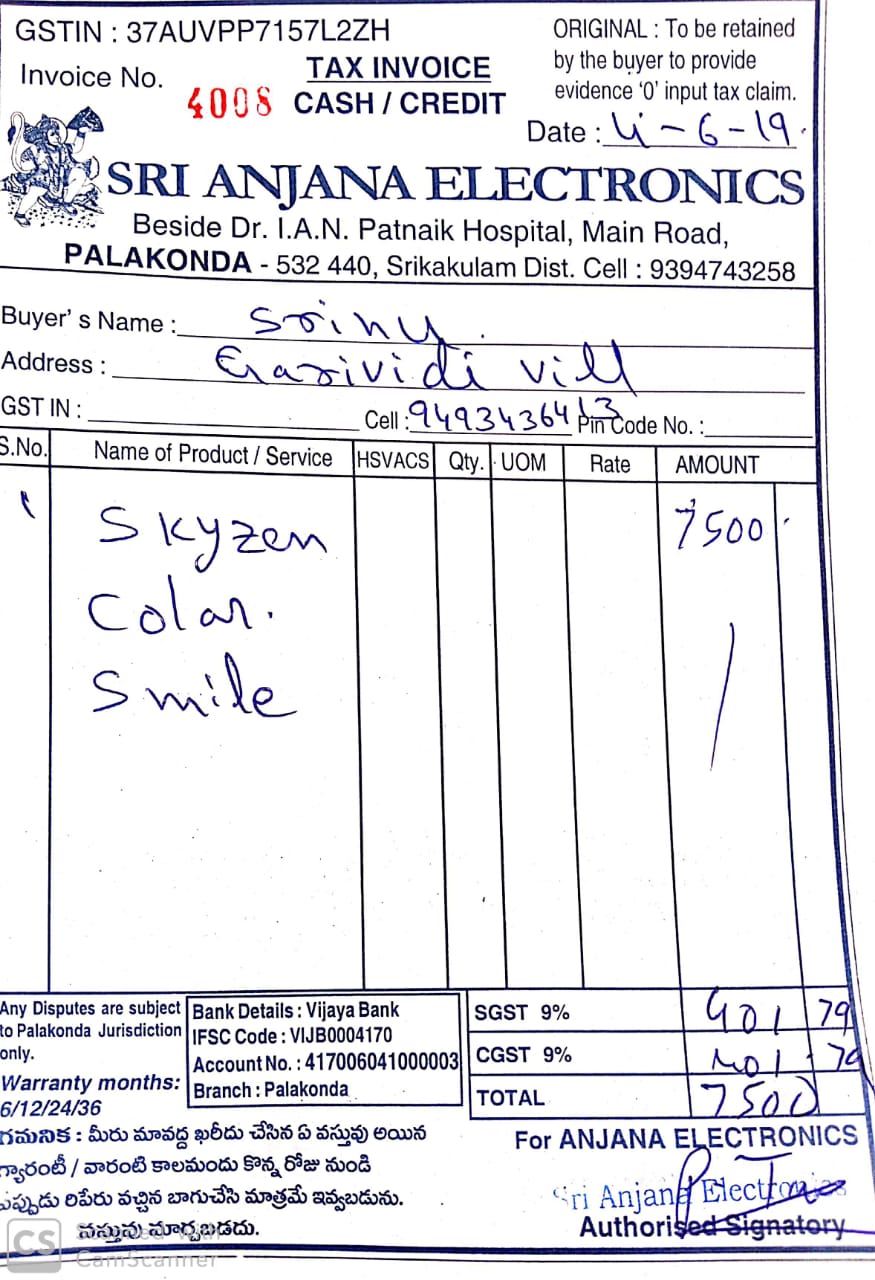 GSTIN : 37AUVPP7157L2ZH
ORIGINAL : To be retained
by the buyer to provide
evidence ‘0’ input tax claim.
Invoice No. 4008
TAX INVOICE
CASH / CREDIT
Date : 4-6-19
SRI ANJANA ELECTRONICS
Beside Dr. I.A.N. Patnaik Hospital, Main Road,
PALAKONDA - 532 440, Srikakulam Dist. Cell : 9394743258
Buyer's Name : Srinu
Address : Garividi vill
GST IN : Cell : 9493436413 Pin Code No. :
S.No. Name of Product / Service HSVACS Qty. UOM Rate AMOUNT
1 Skyzen 7500
Color.
Smile
Any Disputes are subject
to Palakonda Jurisdiction
only.
Warranty months:
6/12/24/36
Bank Details : Vijaya Bank
IFSC Code : VIJB0004170
Account No. : 417006041000003
Branch : Palakonda
SGST 9% 401 79
CGST 9% 401 79
TOTAL 7500
గమనిక : మీరు మావద్ద ఖరీదు చేసిన ఏ వస్తువు అయిన
గ్యారంటీ / వారంటి కాలమందు కొన్న రోజు నుండి
ఎప్పుడు రిపేరు వచ్చిన బాగుచేసి మాత్రమే ఇవ్వబడును.
వస్తువు మార్చబడదు.
For ANJANA ELECTRONICS
Sri Anjana Electronics
Authorised Signatory
CS Scanned with
CamScanner